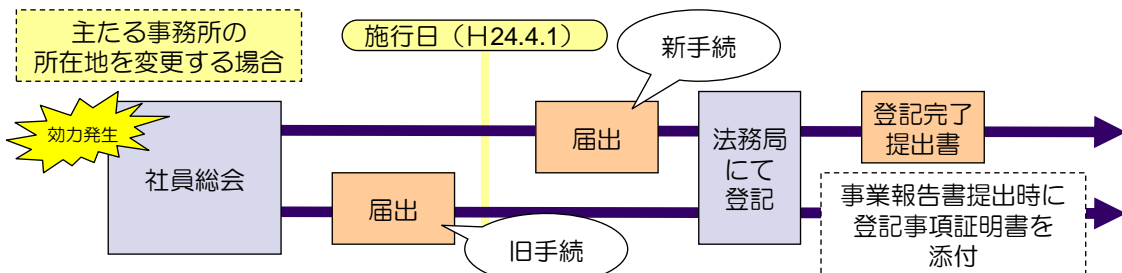 主たる事務所の
所在地を変更する場合
施行日（H24.4.1）
新手続
効力発生
社員総会
届出
法務局
にて
登記
登記完了
提出書
届出
旧手続
事業報告書提出時に
登記事項証明書を
添付